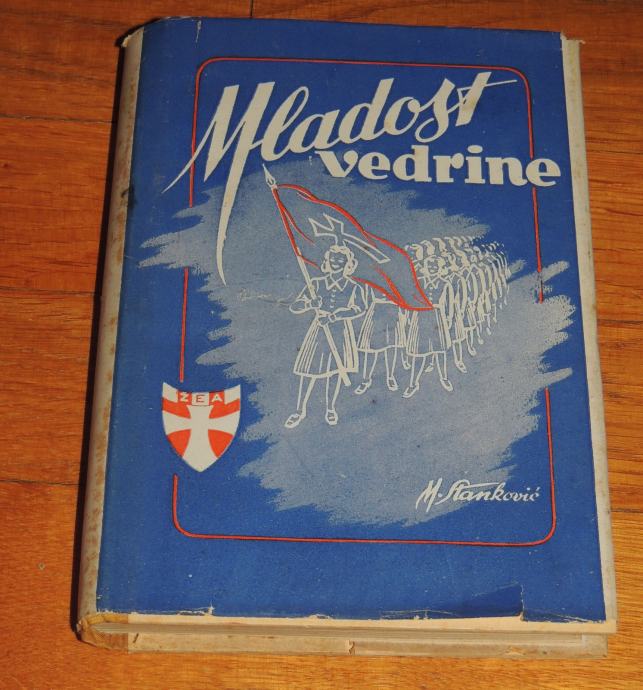 Mladost
vedrine
ŽEA
M. Stanković